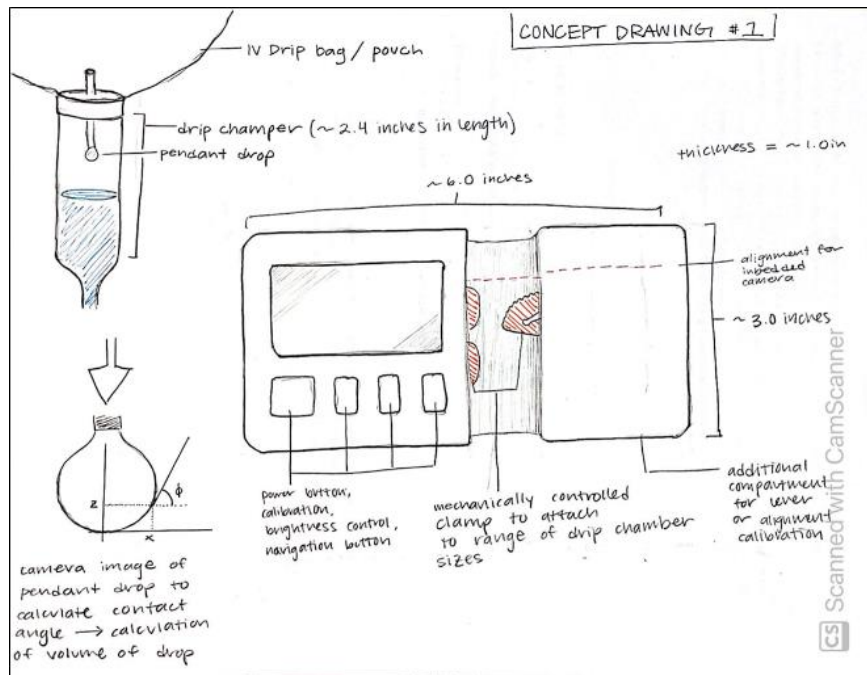 CONCEPT DRAWING #1
IV Drip bag / pouch
drip champer (~ 2.4 inches in length)
pendant drop
thickness = ~ 1.0in
~ 6.0 inches
alignment for
inbedded
camera
~ 3.0 inches
z
x
ϕ
power button,
calibration,
brightness control,
navigation button
mechanically controlled
clamp to attach
to range of drip chamber
sizes
additional
compartment
for lever
or alignment
calibration
camera image of
pendant drop to
calculate contact
angle → calculation
of volume of drop
CS Scanned with CamScanner